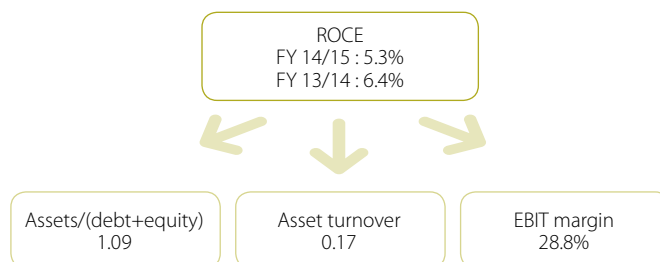 ROCE
FY 14/15 : 5.3%
FY 13/14 : 6.4%
Assets/(debt+equity)
1.09
Asset turnover
0.17
EBIT margin
28.8%